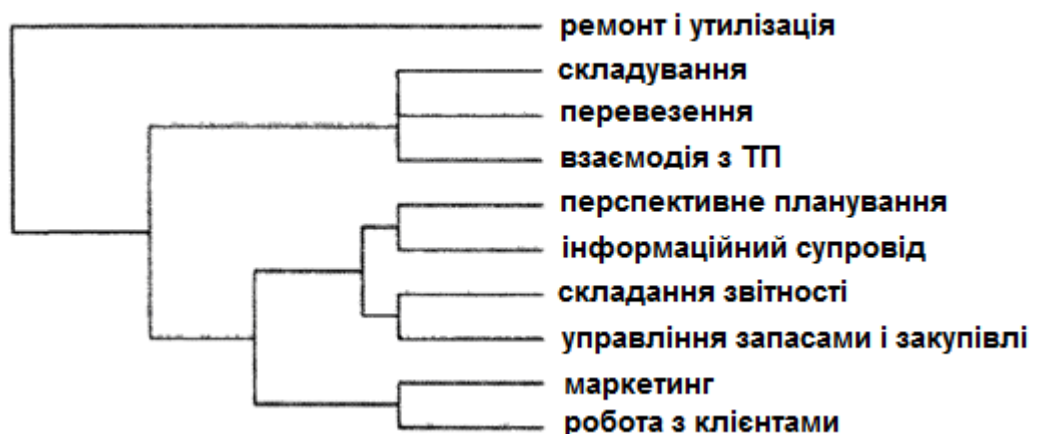 ремонт і утилізація
складування
перевезення
взаємодія з ТП
перспективне планування
інформаційний супровід
складання звітності
управління запасами і закупівлі
маркетинг
робота з клієнтами